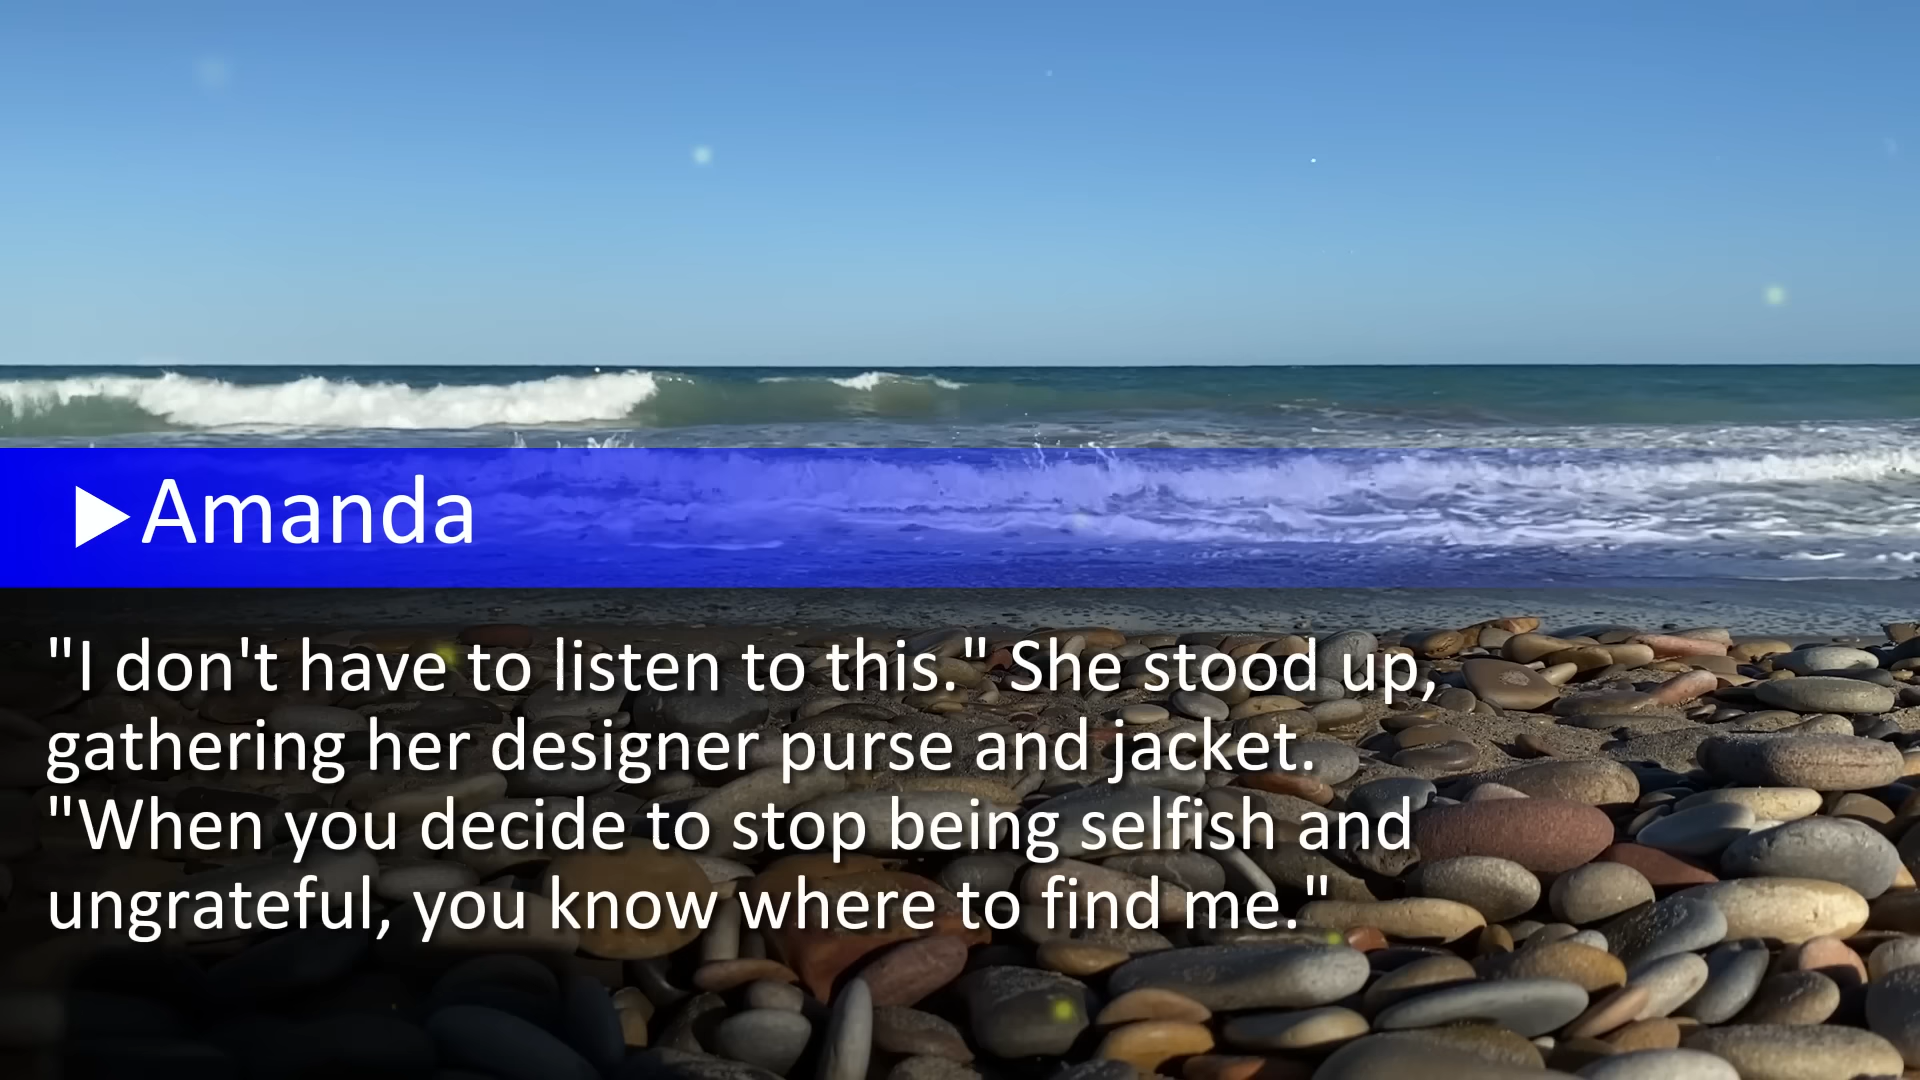 Amanda
"I don't have to listen to this." She stood up,
gathering her designer purse and jacket.
"When you decide to stop being selfish and
ungrateful, you know where to find me."